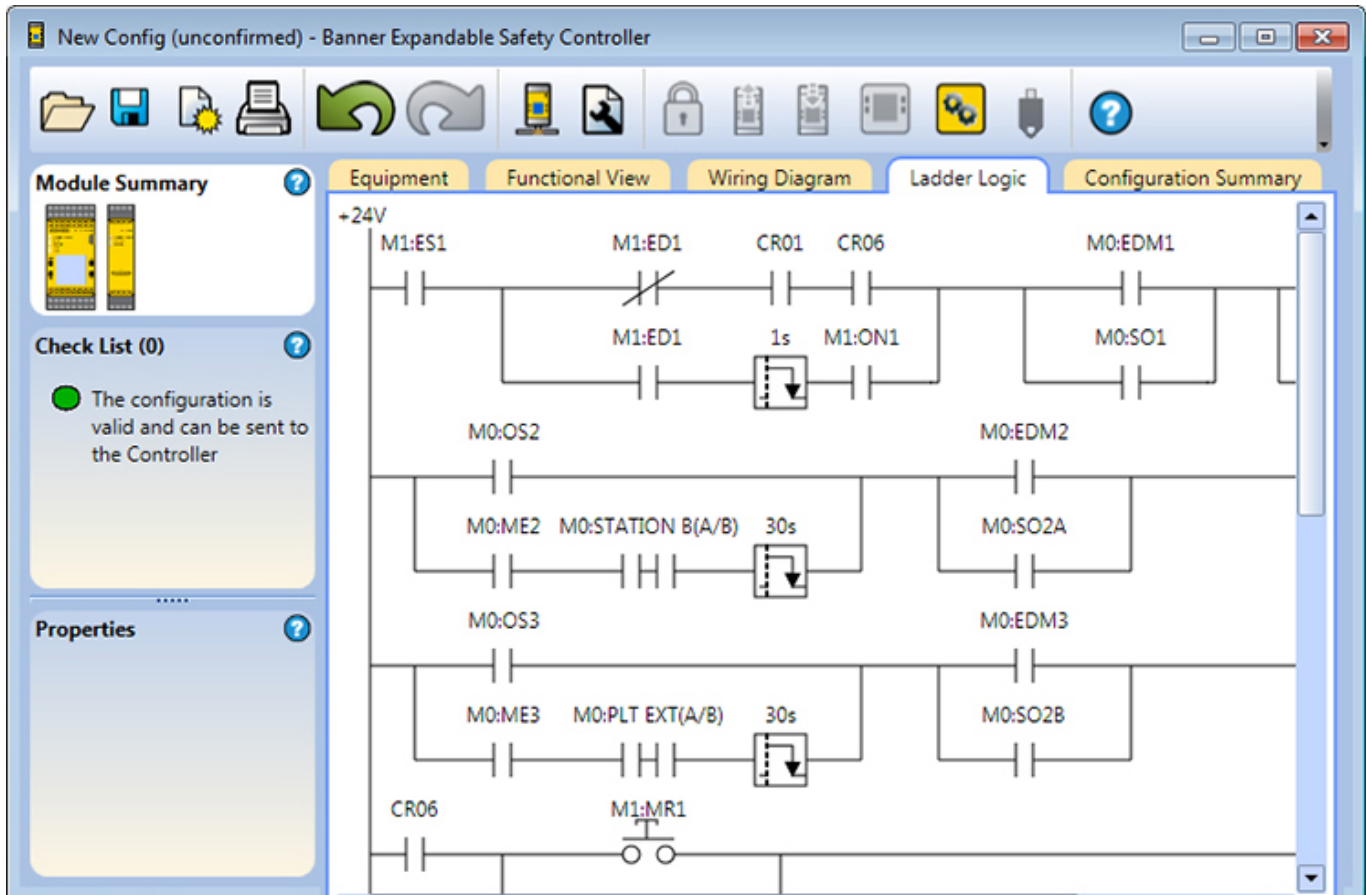 New Config (unconfirmed) - Banner Expandable Safety Controller
Module Summary
Equipment Functional View Wiring Diagram Ladder Logic Configuration Summary
+24V
M1:ES1 M1:ED1 CR01 CR06 M0:EDM1
Check List (0)
M1:ED1 1s M1:ON1 M0:SO1
The configuration is
valid and can be sent to
the Controller
M0:OS2 M0:EDM2
M0:ME2 M0:STATION B(A/B) 30s M0:SO2A
Properties
M0:OS3 M0:EDM3
M0:ME3 M0:PLT EXT(A/B) 30s M0:SO2B
CR06 M1:MR1